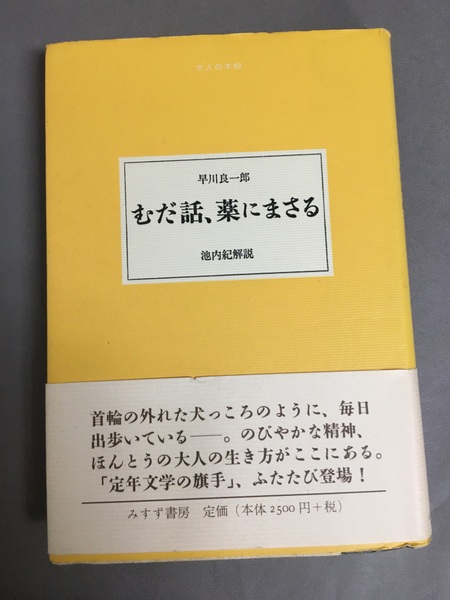 大人の本棚
早川良一郎
むだ話、薬にまさる
池内紀解説
首輪の外れた犬っころのように、毎日
出歩いている――。のびやかな精神、
ほんとうの大人の生き方がここにある。
「定年文学の旗手」、ふたたび登場！
みすず書房 定価（本体2500円+税）